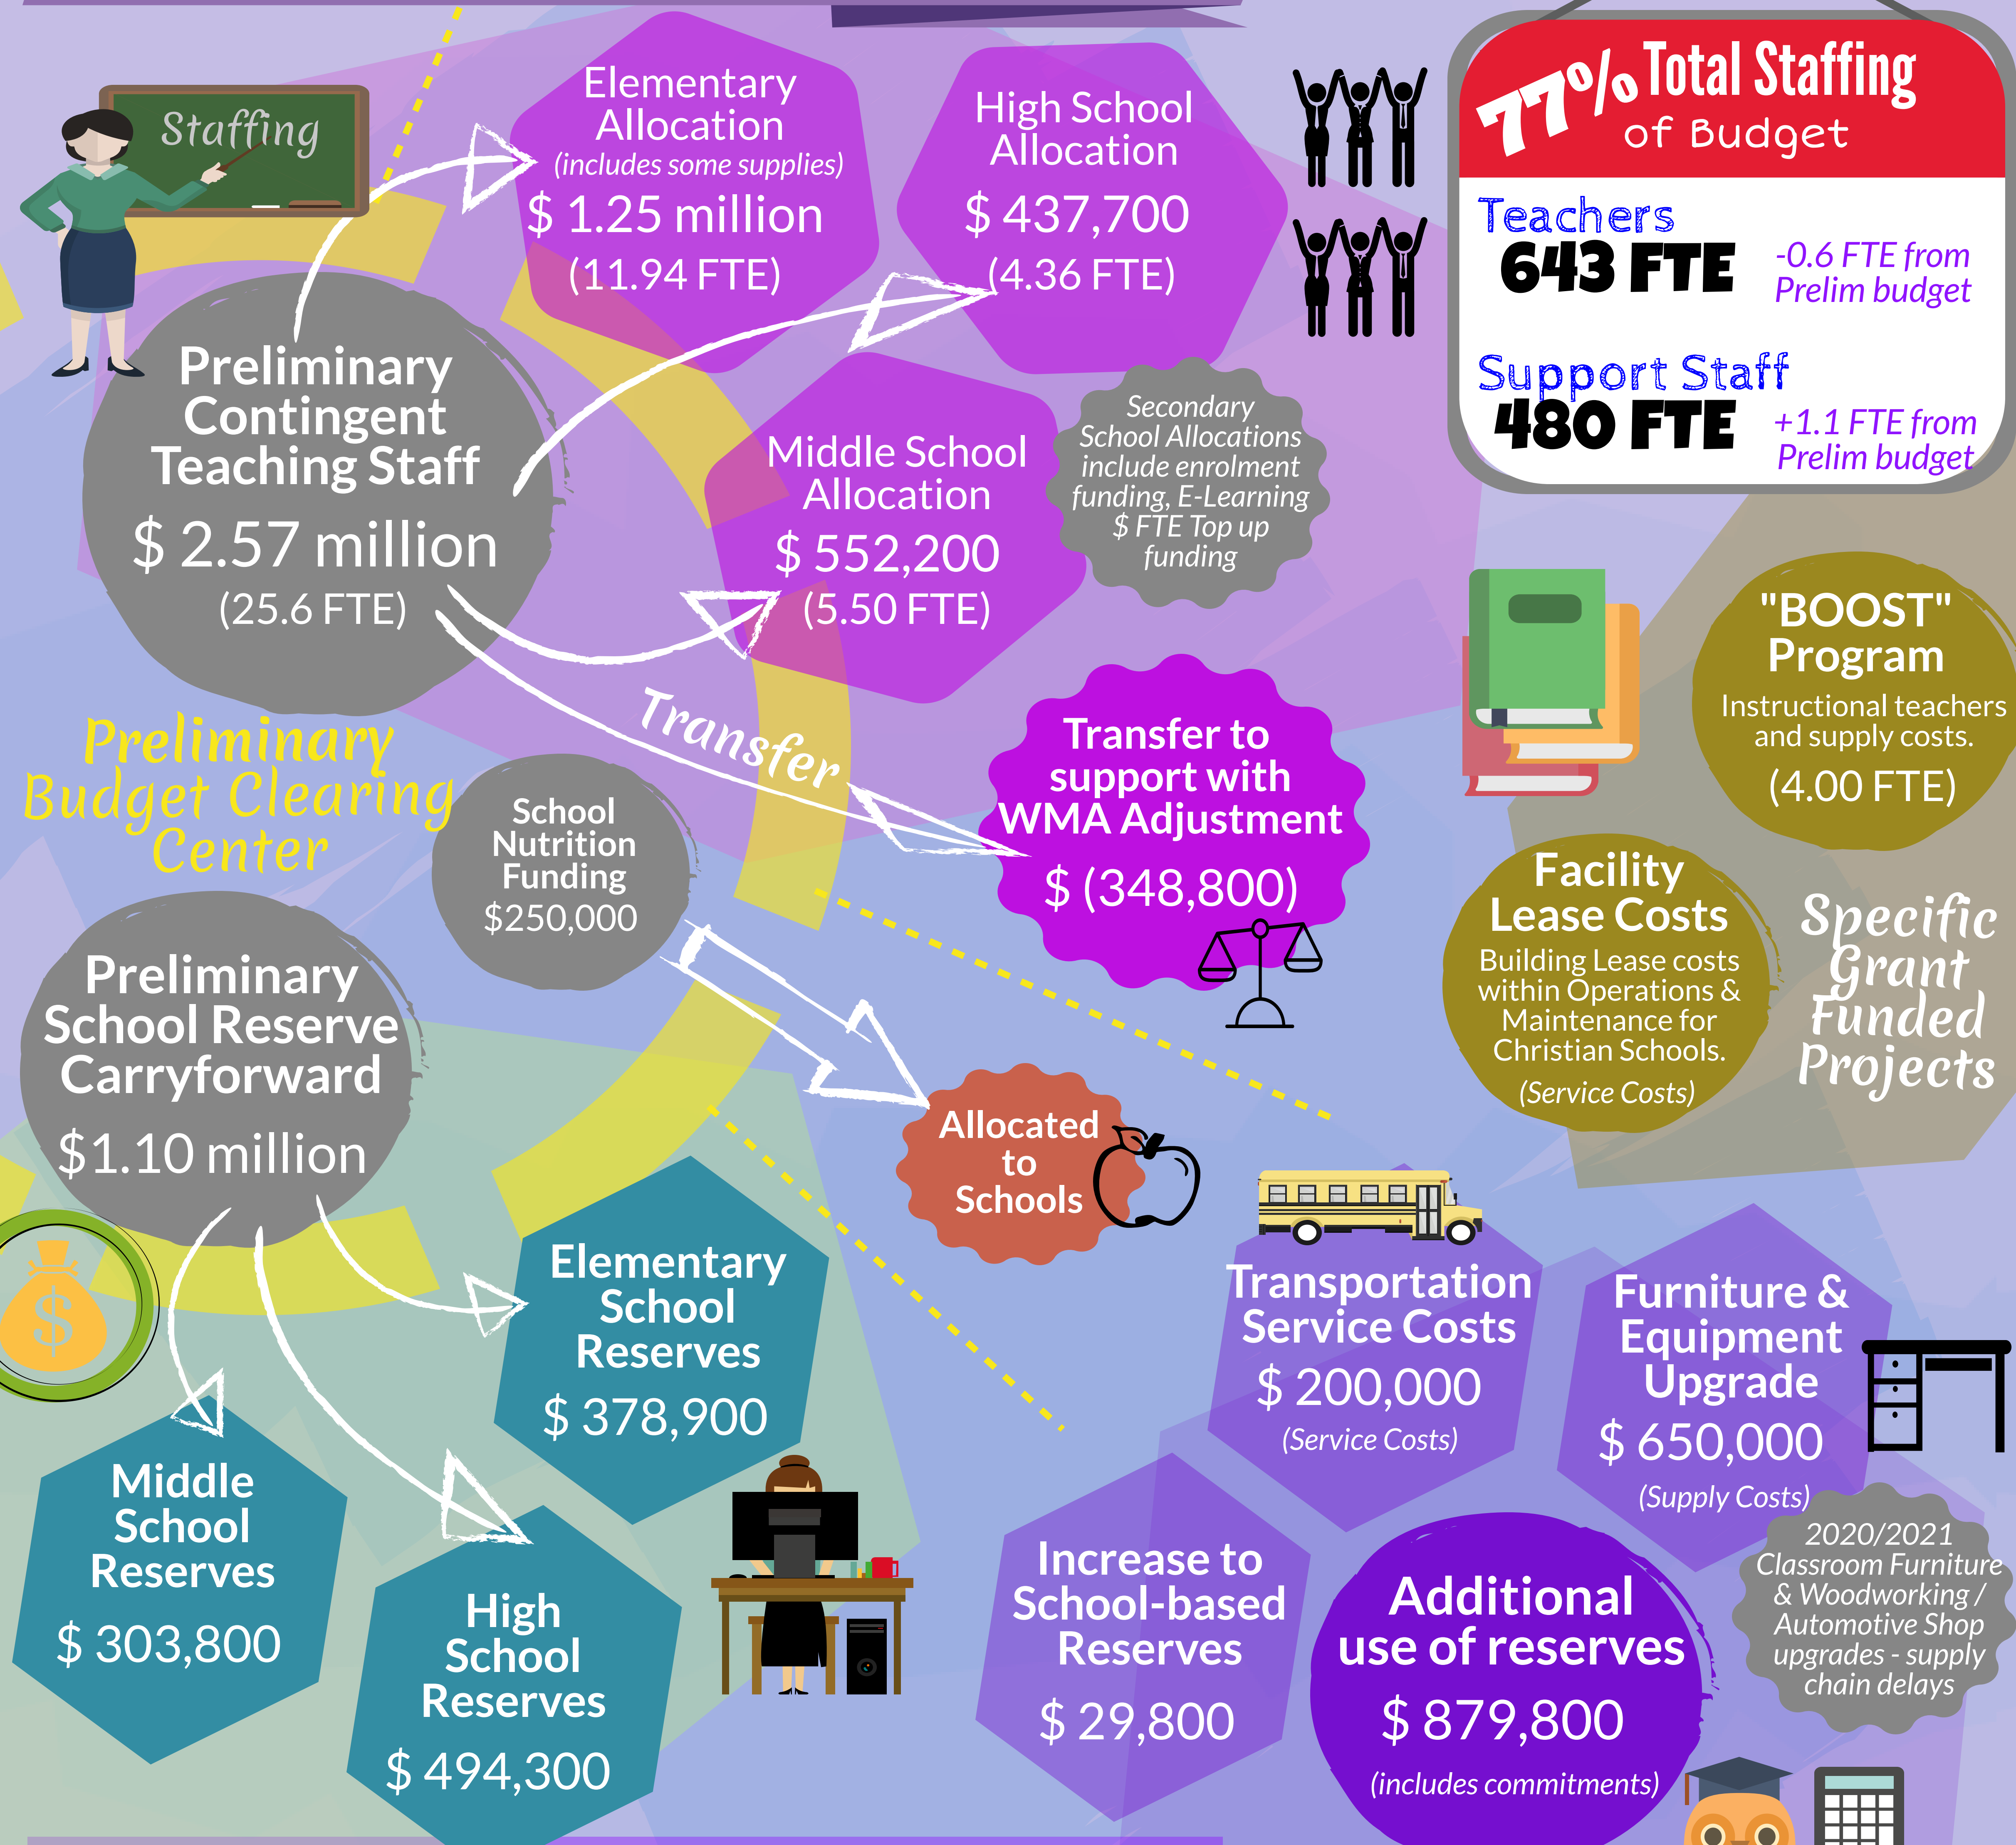 Staffing
Elementary
Allocation
(includes some supplies)
$ 1.25 million
(11.94 FTE)
High School
Allocation
$ 437,700
(4.36 FTE)
77% Total Staffing
of Budget
Teachers
643 FTE
-0.6 FTE from
Prelim budget
Support Staff
480 FTE
+1.1 FTE from
Prelim budget
Preliminary
Contingent
Teaching Staff
$ 2.57 million
(25.6 FTE)
Middle School
Allocation
$ 552,200
(5.50 FTE)
Secondary
School Allocations
include enrolment
funding, E-Learning
$ FTE Top up
funding
"BOOST"
Program
Instructional teachers
and supply costs.
(4.00 FTE)
Transfer
Transfer to
support with
WMA Adjustment
$ (348,800)
Preliminary
Budget Clearing
Center
School
Nutrition
Funding
$250,000
Facility
Lease Costs
Building Lease costs
within Operations &
Maintenance for
Christian Schools.
(Service Costs)
Specific
Grant
Funded
Projects
Preliminary
School Reserve
Carryforward
$1.10 million
Allocated
to
Schools
Elementary
School
Reserves
$ 378,900
Transportation
Service Costs
$ 200,000
(Service Costs)
Furniture &
Equipment
Upgrade
$ 650,000
(Supply Costs)
$
Middle
School
Reserves
$ 303,800
High
School
Reserves
$ 494,300
Increase to
School-based
Reserves
$ 29,800
Additional
use of reserves
$ 879,800
(includes commitments)
2020/2021
Classroom Furniture
& Woodworking /
Automotive Shop
upgrades - supply
chain delays